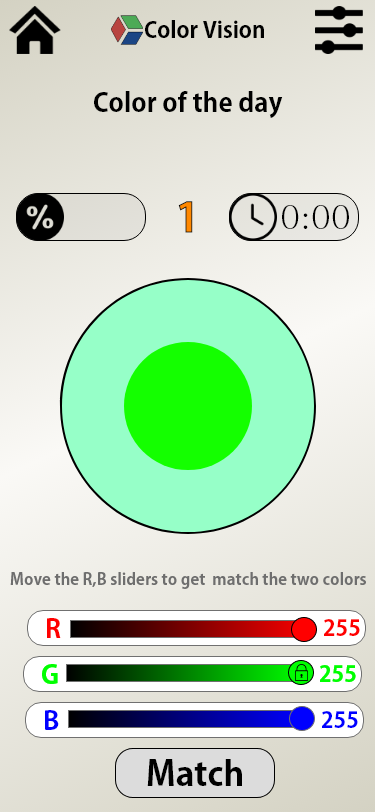 Color Vision
Color of the day
%
1
0:00
Move the R,B sliders to get match the two colors
R 255
G 255
B 255
Match